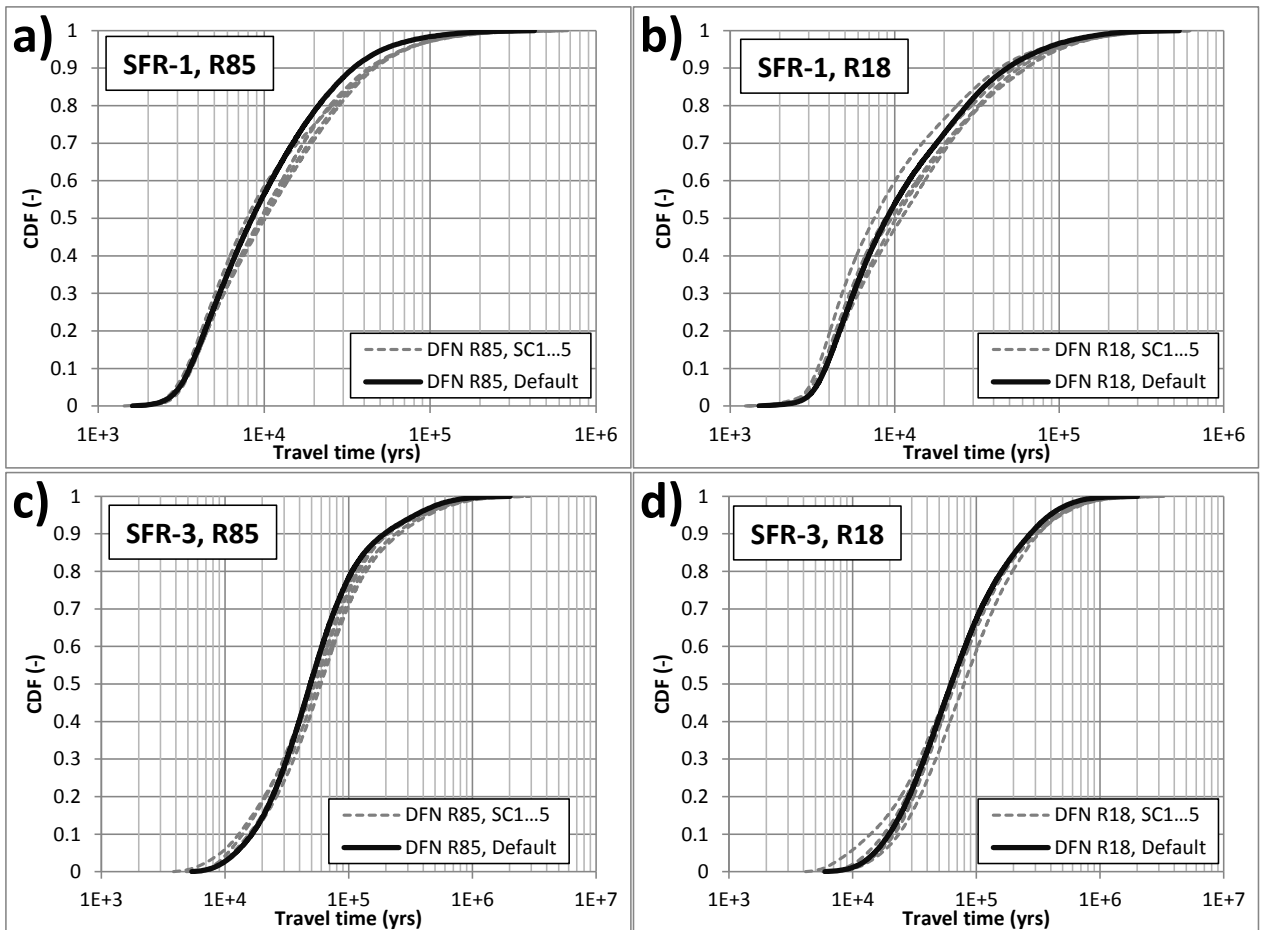 a)
SFR-1, R85
CDF (-)
1
0.9
0.8
0.7
0.6
0.5
0.4
0.3
0.2
0.1
0
DFN R85, SC1...5
DFN R85, Default
1E+3 1E+4 1E+5 1E+6
Travel time (yrs)
b)
SFR-1, R18
CDF (-)
1
0.9
0.8
0.7
0.6
0.5
0.4
0.3
0.2
0.1
0
DFN R18, SC1...5
DFN R18, Default
1E+3 1E+4 1E+5 1E+6
Travel time (yrs)
c)
SFR-3, R85
CDF (-)
1
0.9
0.8
0.7
0.6
0.5
0.4
0.3
0.2
0.1
0
DFN R85, SC1...5
DFN R85, Default
1E+3 1E+4 1E+5 1E+6 1E+7
Travel time (yrs)
d)
SFR-3, R18
CDF (-)
1
0.9
0.8
0.7
0.6
0.5
0.4
0.3
0.2
0.1
0
DFN R18, SC1...5
DFN R18, Default
1E+3 1E+4 1E+5 1E+6 1E+7
Travel time (yrs)